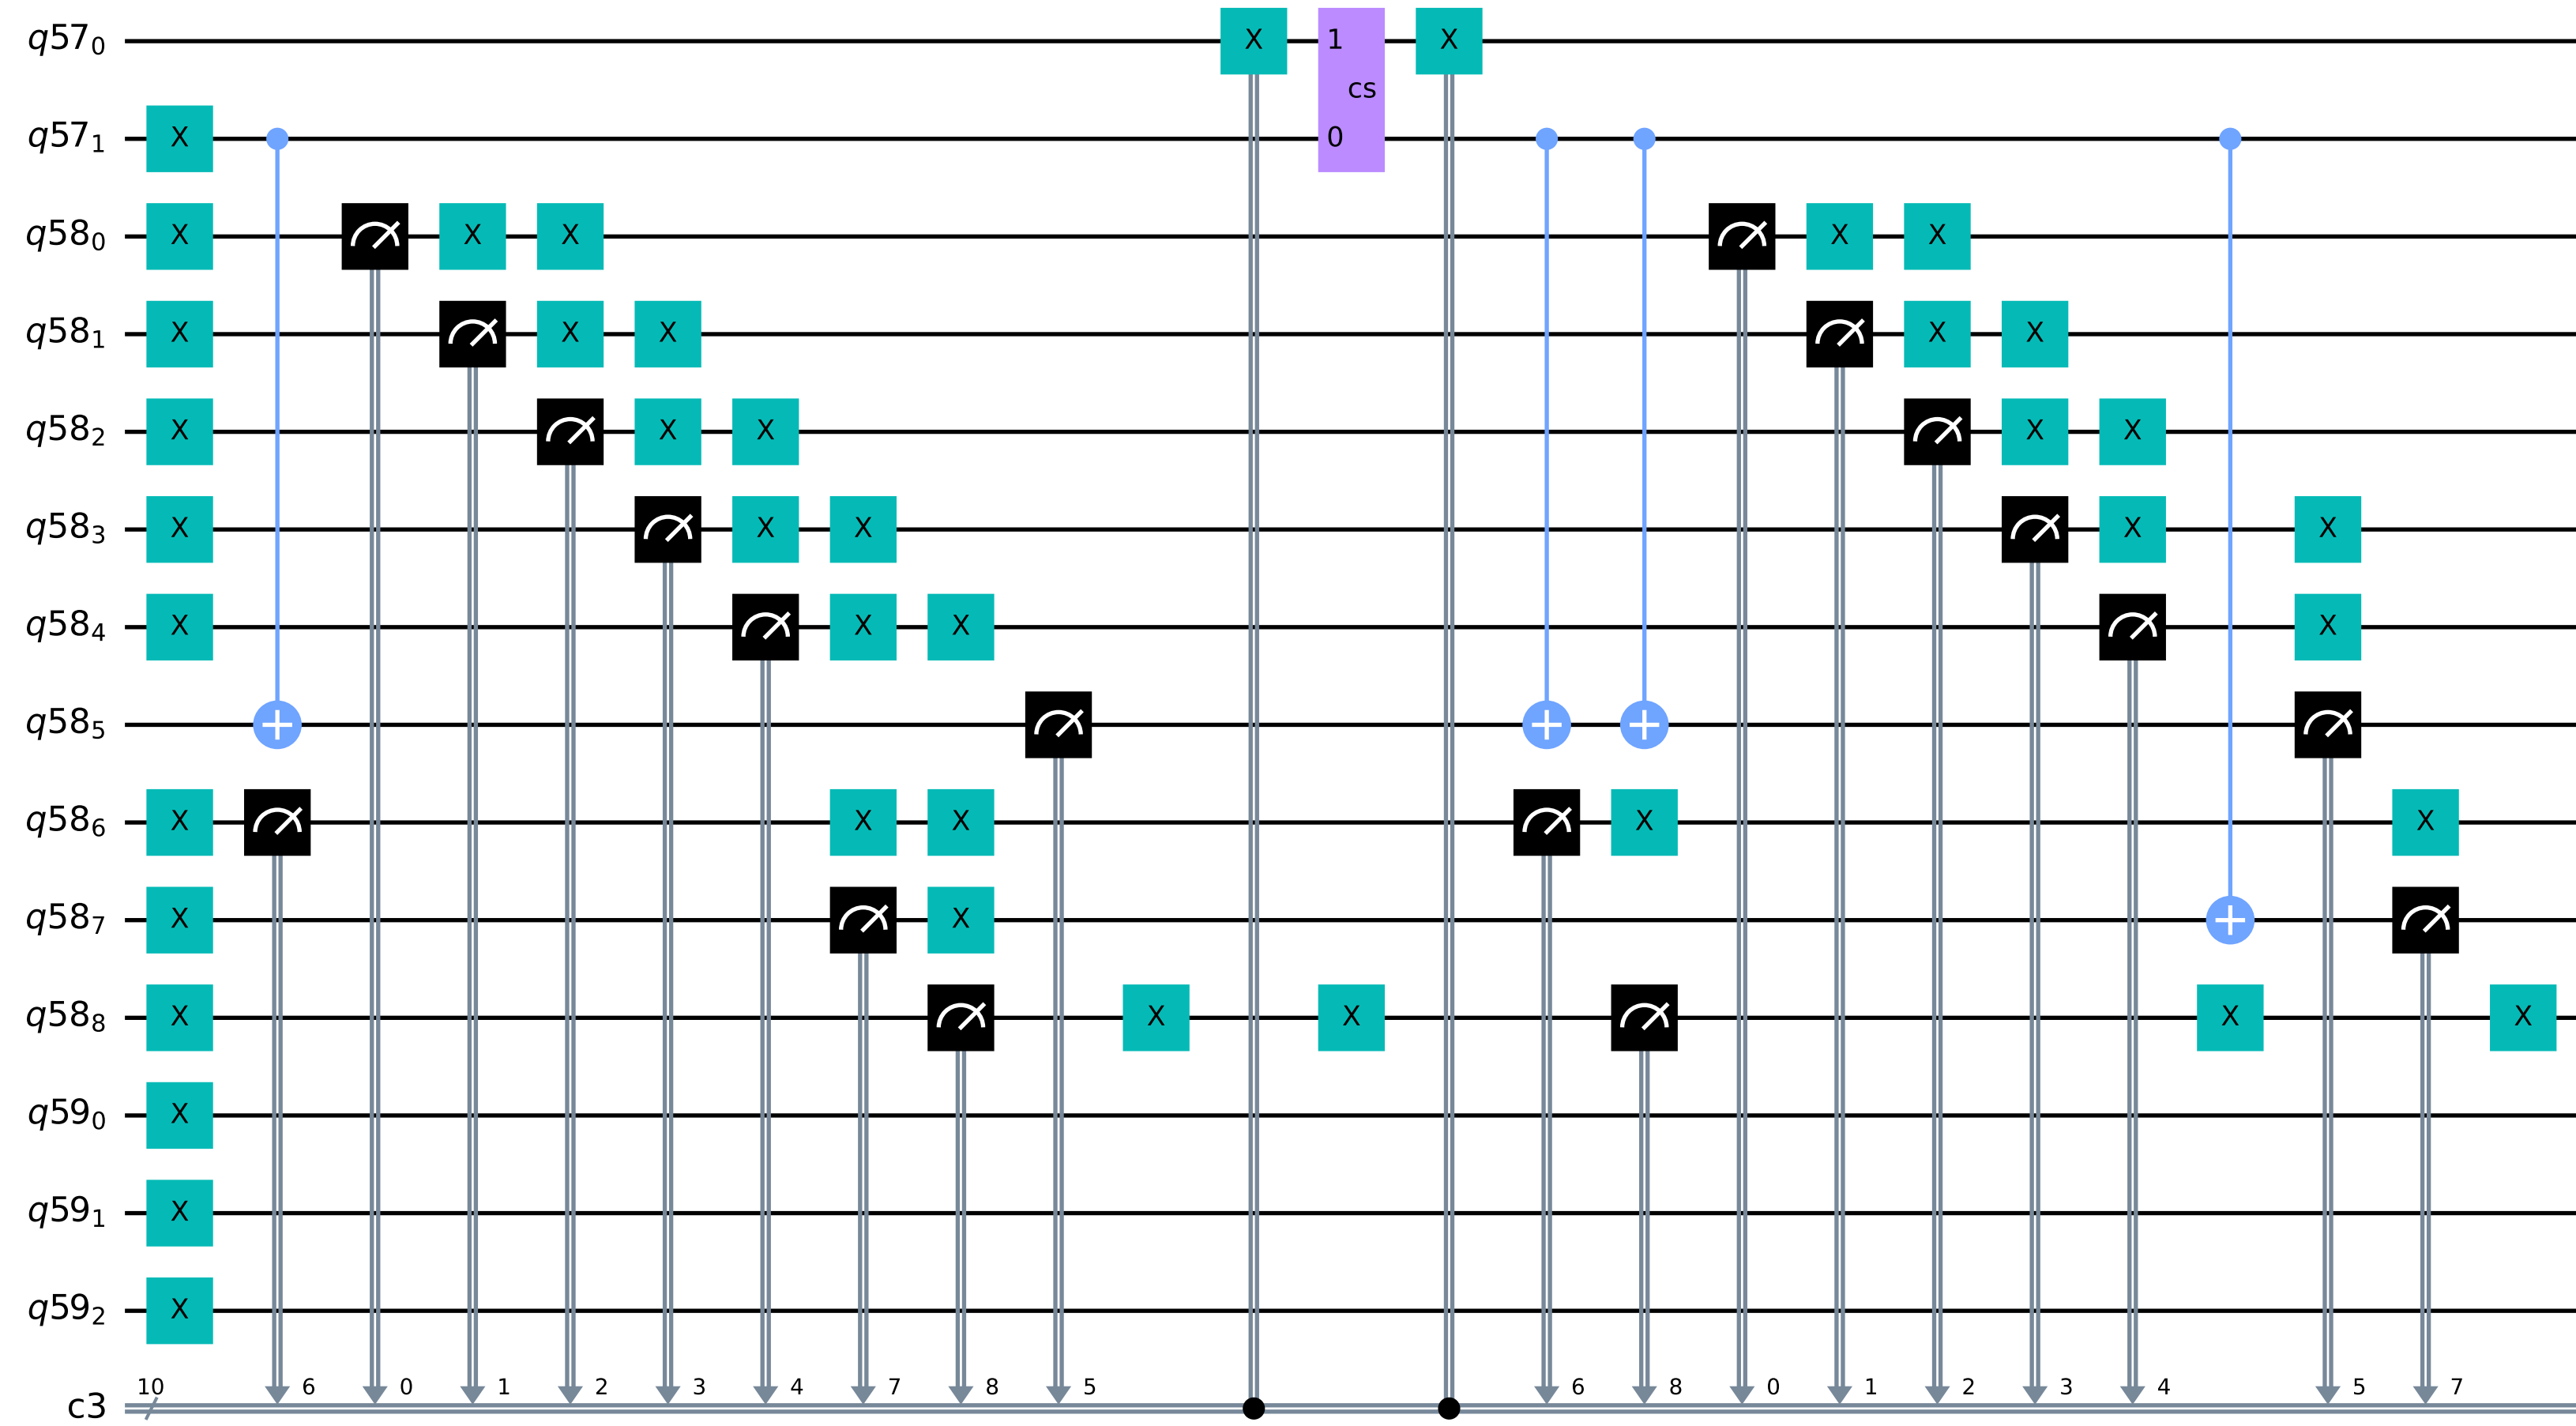 q57₀ X 1 X
cs
q57₁ X 0
q58₀ X X X X X
q58₁ X X X X X
q58₂ X X X X X
q58₃ X X X X X
q58₄ X X X X
q58₅
q58₆ X X X X X
q58₇ X X
q58₈ X X X X X
q59₀ X
q59₁ X
q59₂ X
10 6 0 1 2 3 4 7 8 5 6 8 0 1 2 3 4 5 7
c3